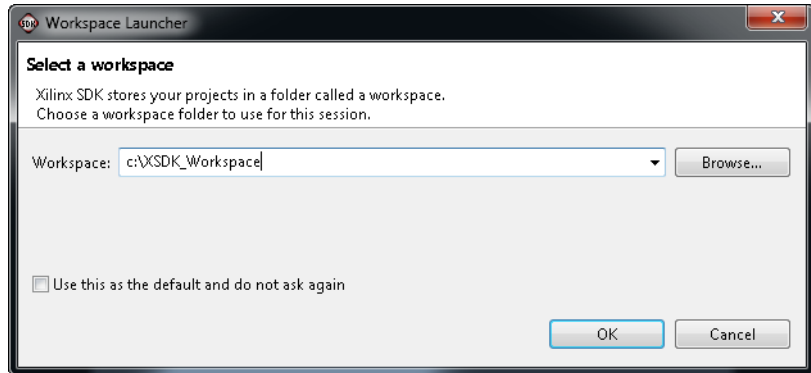 SDK Workspace Launcher
Select a workspace
Xilinx SDK stores your projects in a folder called a workspace.
Choose a workspace folder to use for this session.
Workspace: c:\XSDK_Workspace Browse...
Use this as the default and do not ask again
OK Cancel